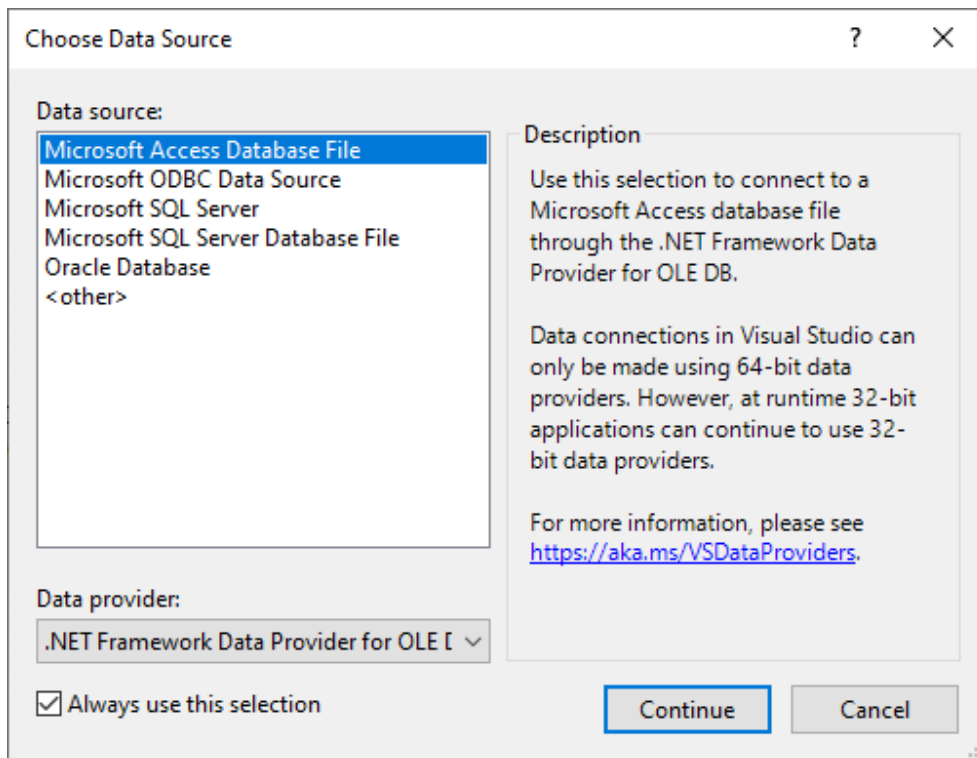 Choose Data Source
?
Data source:
Microsoft Access Database File
Microsoft ODBC Data Source
Microsoft SQL Server
Microsoft SQL Server Database File
Oracle Database
<other>
Description
Use this selection to connect to a
Microsoft Access database file
through the .NET Framework Data
Provider for OLE DB.
Data connections in Visual Studio can
only be made using 64-bit data
providers. However, at runtime 32-bit
applications can continue to use 32-
bit data providers.
For more information, please see
https://aka.ms/VSDataProviders.
Data provider:
.NET Framework Data Provider for OLE
Always use this selection
Continue
Cancel